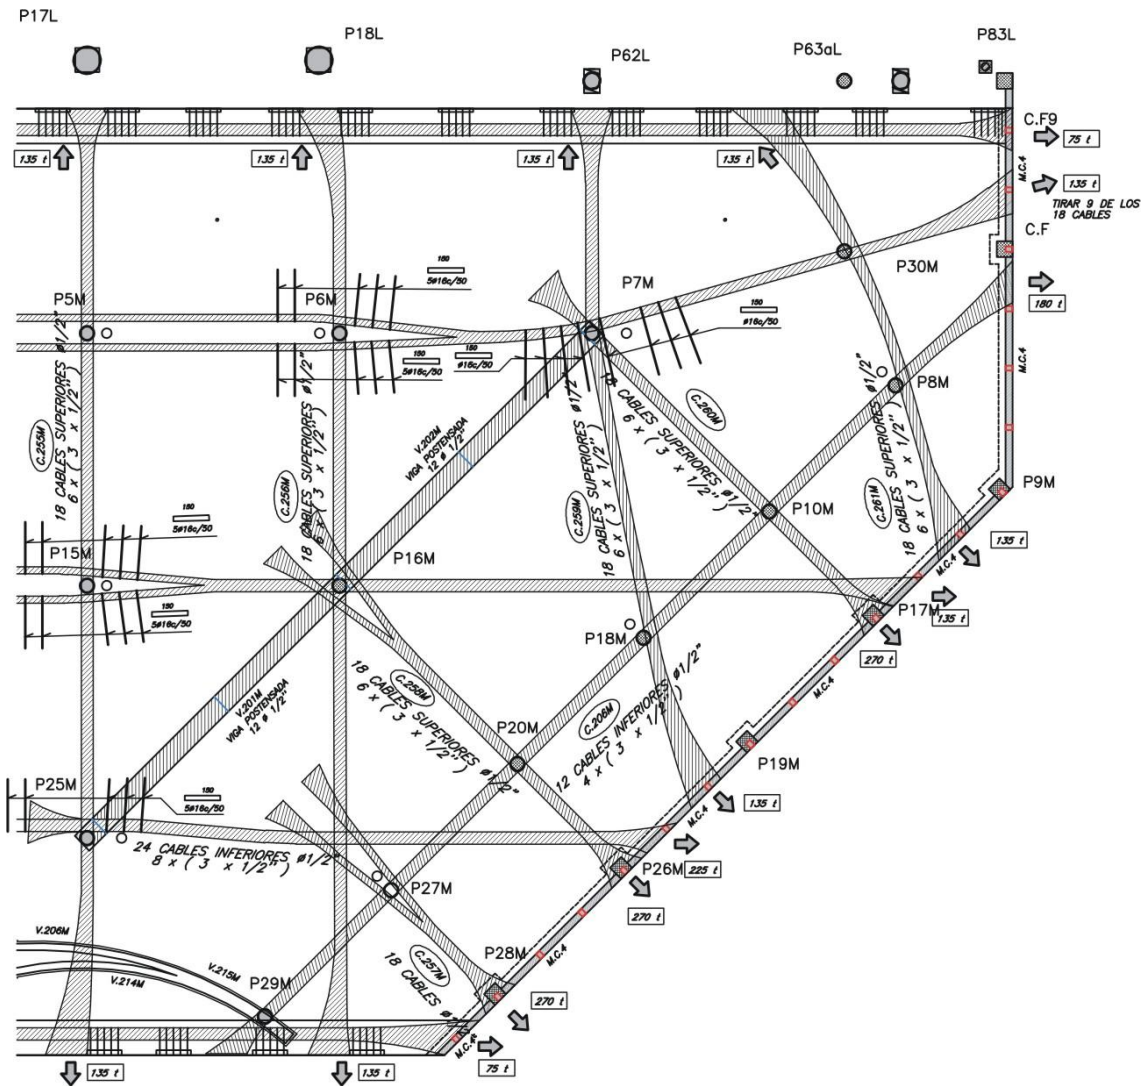 P17L
P18L
P62L
P63aL
P83L
C.F9
75 t
135 t
135 t
135 t
135 t
M.C.4
135 t
TIRAR 9 DE LOS
18 CABLES
C.F
P30M
180 t
M.C.4
P5M
P6M
P7M
150
5ø16c/50
150
ø16c/50
150
5ø16c/50
150
ø16c/50
P8M
C.255M
18 CABLES SUPERIORES ø1/2"
6 x ( 3 x 1/2")
C.256M
18 CABLES SUPERIORES ø1/2"
6 x ( 3 x 1/2")
V.202M
VIGA POSTENSADA
12 ø 1/2"
C.259M
18 CABLES SUPERIORES ø1/2"
6 x ( 3 x 1/2")
C.260M
18 CABLES SUPERIORES ø1/2"
6 x ( 3 x 1/2")
C.261M
18 CABLES SUPERIORES ø1/2"
6 x ( 3 x 1/2")
P9M
P10M
135 t
M.C.4
150
5ø16c/50
P15M
P16M
150
5ø16c/50
P17M
135 t
270 t
P18M
M.C.4
V.201M
VIGA POSTENSADA
12 ø 1/2"
C.258M
18 CABLES SUPERIORES ø1/2"
6 x ( 3 x 1/2")
P20M
C.206M
12 CABLES INFERIORES ø1/2"
4 x ( 3 x 1/2")
P19M
135 t
M.C.4
P25M
150
5ø16c/50
24 CABLES INFERIORES ø1/2"
8 x ( 3 x 1/2")
P26M
225 t
270 t
P27M
M.C.4
V.206M
V.215M
V.214M
P29M
C.257M
18 CABLES
P28M
270 t
M.C.4
75 t
135 t
135 t